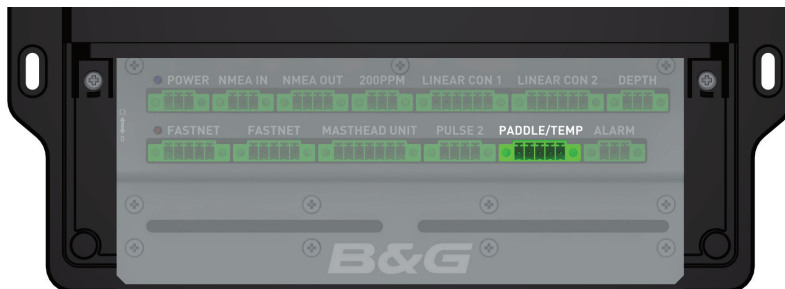 POWER NMEA IN NMEA OUT 200PPM LINEAR CON 1 LINEAR CON 2 DEPTH
FASTNET FASTNET MASTHEAD UNIT PULSE 2 PADDLE/TEMP ALARM
B&G